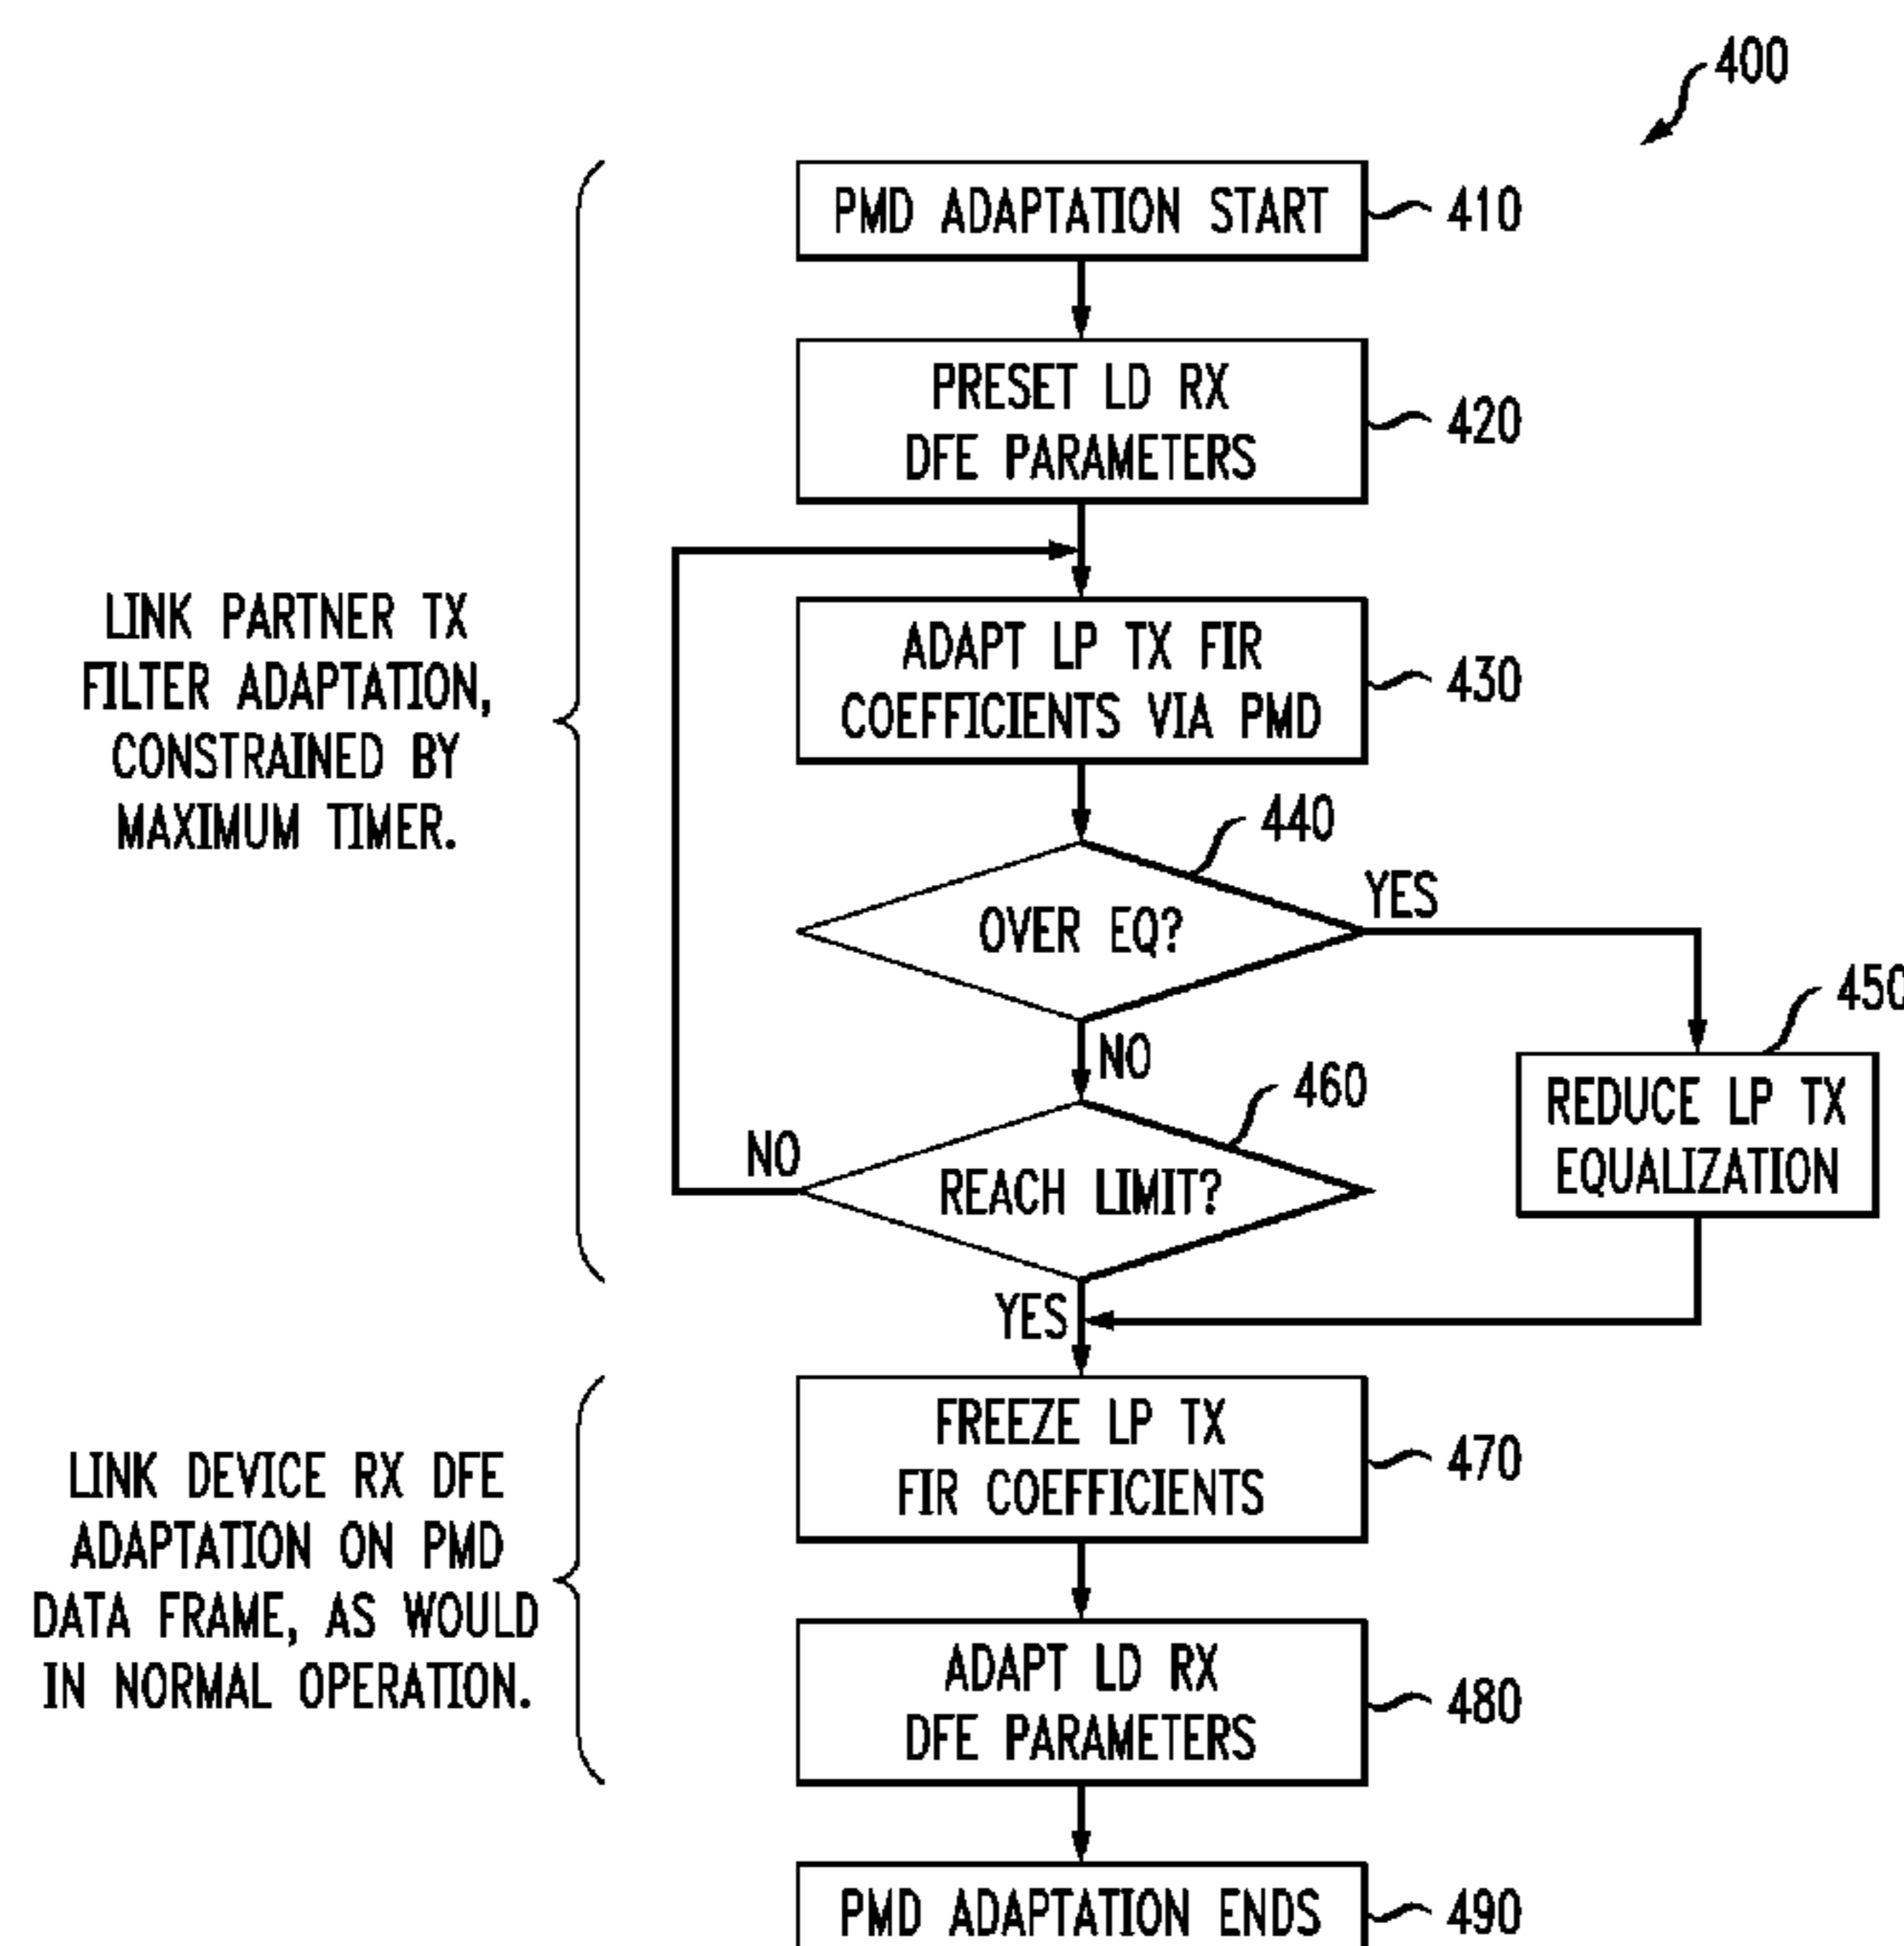 400
PMD ADAPTATION START
410
PRESET LD RX
DFE PARAMETERS
420
LINK PARTNER TX
FILTER ADAPTATION,
CONSTRAINED BY
MAXIMUM TIMER.
ADAPT LP TX FIR
COEFFICIENTS VIA PMD
430
440
OVER EQ?
YES
NO
450
REDUCE LP TX
EQUALIZATION
460
REACH LIMIT?
NO
YES
LINK DEVICE RX DFE
ADAPTATION ON PMD
DATA FRAME, AS WOULD
IN NORMAL OPERATION.
FREEZE LP TX
FIR COEFFICIENTS
470
ADAPT LD RX
DFE PARAMETERS
480
PMD ADAPTATION ENDS
490